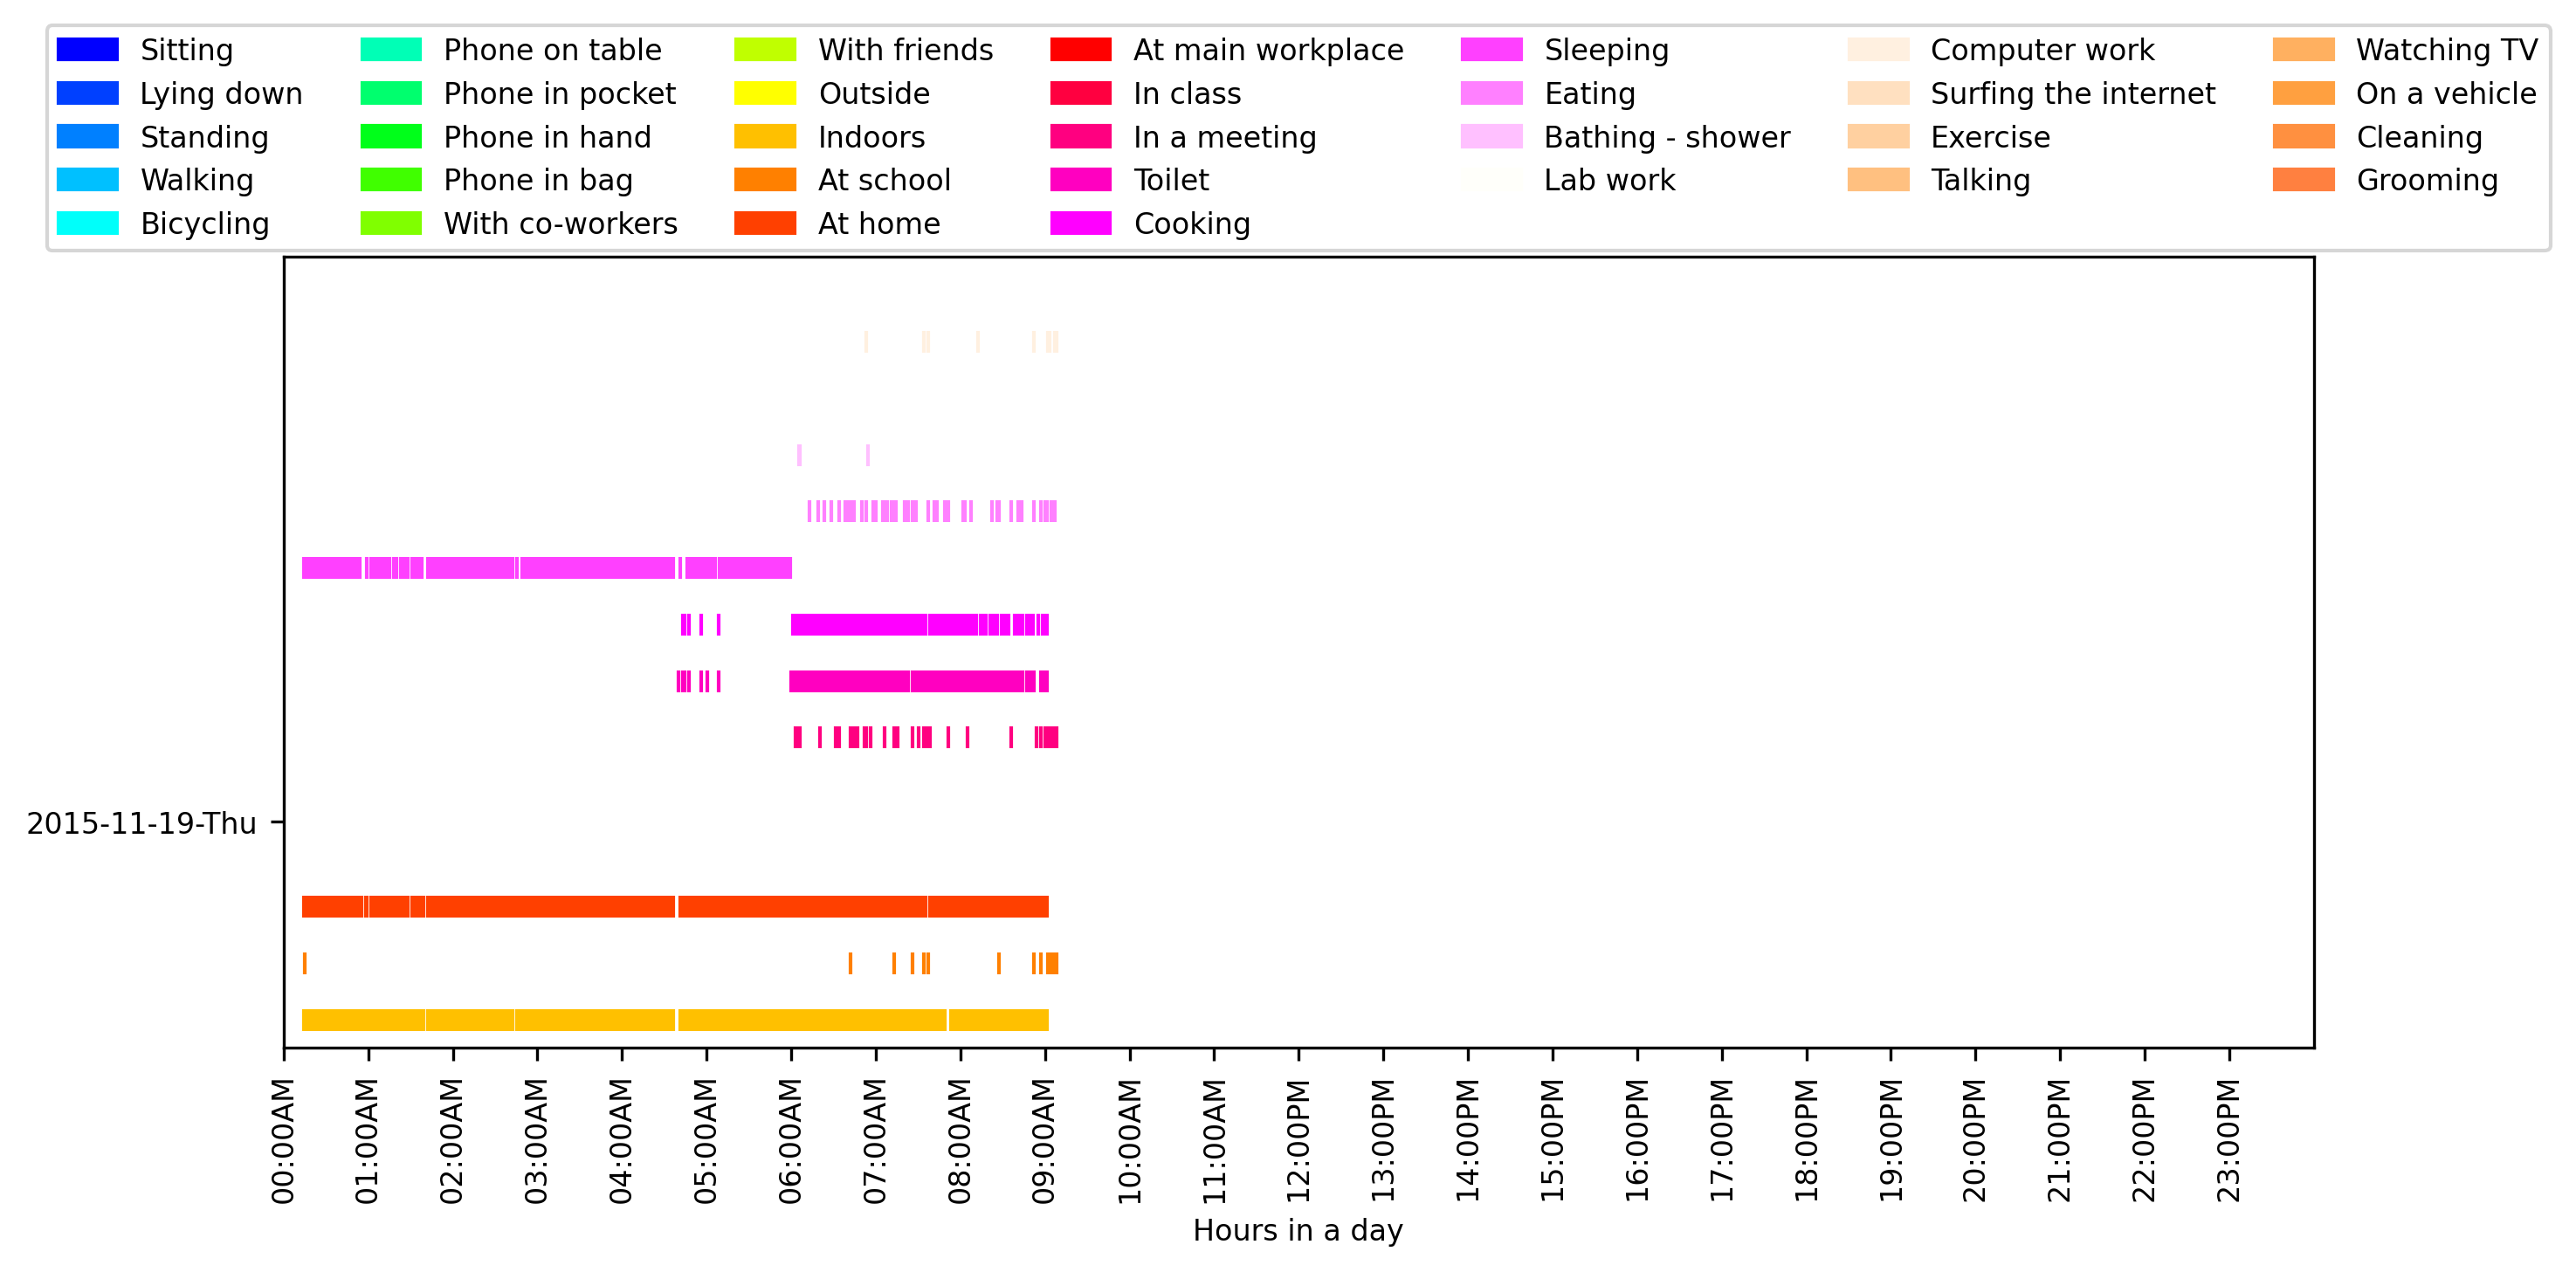 Sitting
Lying down
Standing
Walking
Bicycling
Phone on table
Phone in pocket
Phone in hand
Phone in bag
With co-workers
With friends
Outside
Indoors
At school
At home
At main workplace
In class
In a meeting
Toilet
Cooking
Sleeping
Eating
Bathing - shower
Lab work
Computer work
Surfing the internet
Exercise
Talking
Watching TV
On a vehicle
Cleaning
Grooming
2015-11-19-Thu
00:00AM
01:00AM
02:00AM
03:00AM
04:00AM
05:00AM
06:00AM
07:00AM
08:00AM
09:00AM
10:00AM
11:00AM
12:00PM
13:00PM
14:00PM
15:00PM
16:00PM
17:00PM
18:00PM
19:00PM
20:00PM
21:00PM
22:00PM
23:00PM
Hours in a day